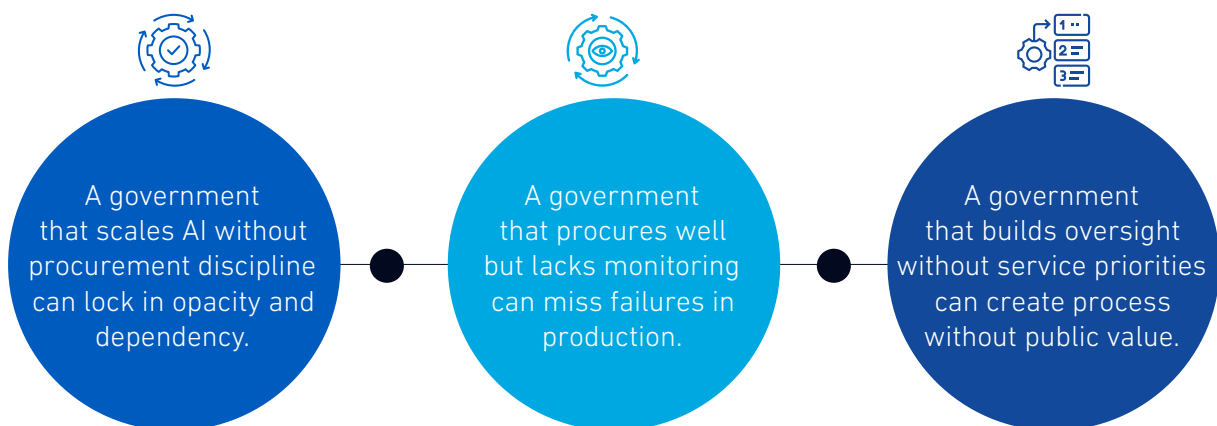 1
2
3
A government
that scales AI without
procurement discipline
can lock in opacity and
dependency.
A government
that procures well
but lacks monitoring
can miss failures in
production.
A government
that builds oversight
without service priorities
can create process
without public value.